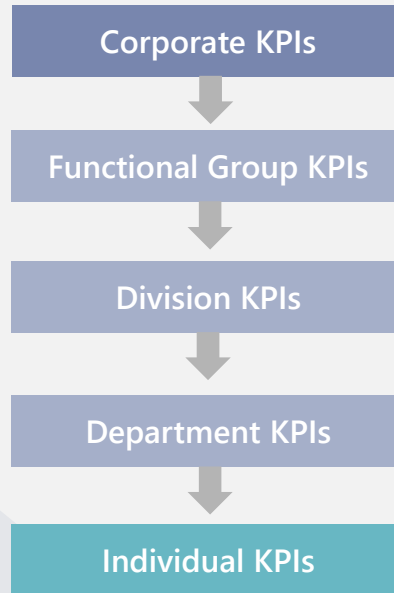 Corporate KPIs
Functional Group KPIs
Division KPIs
Department KPIs
Individual KPIs